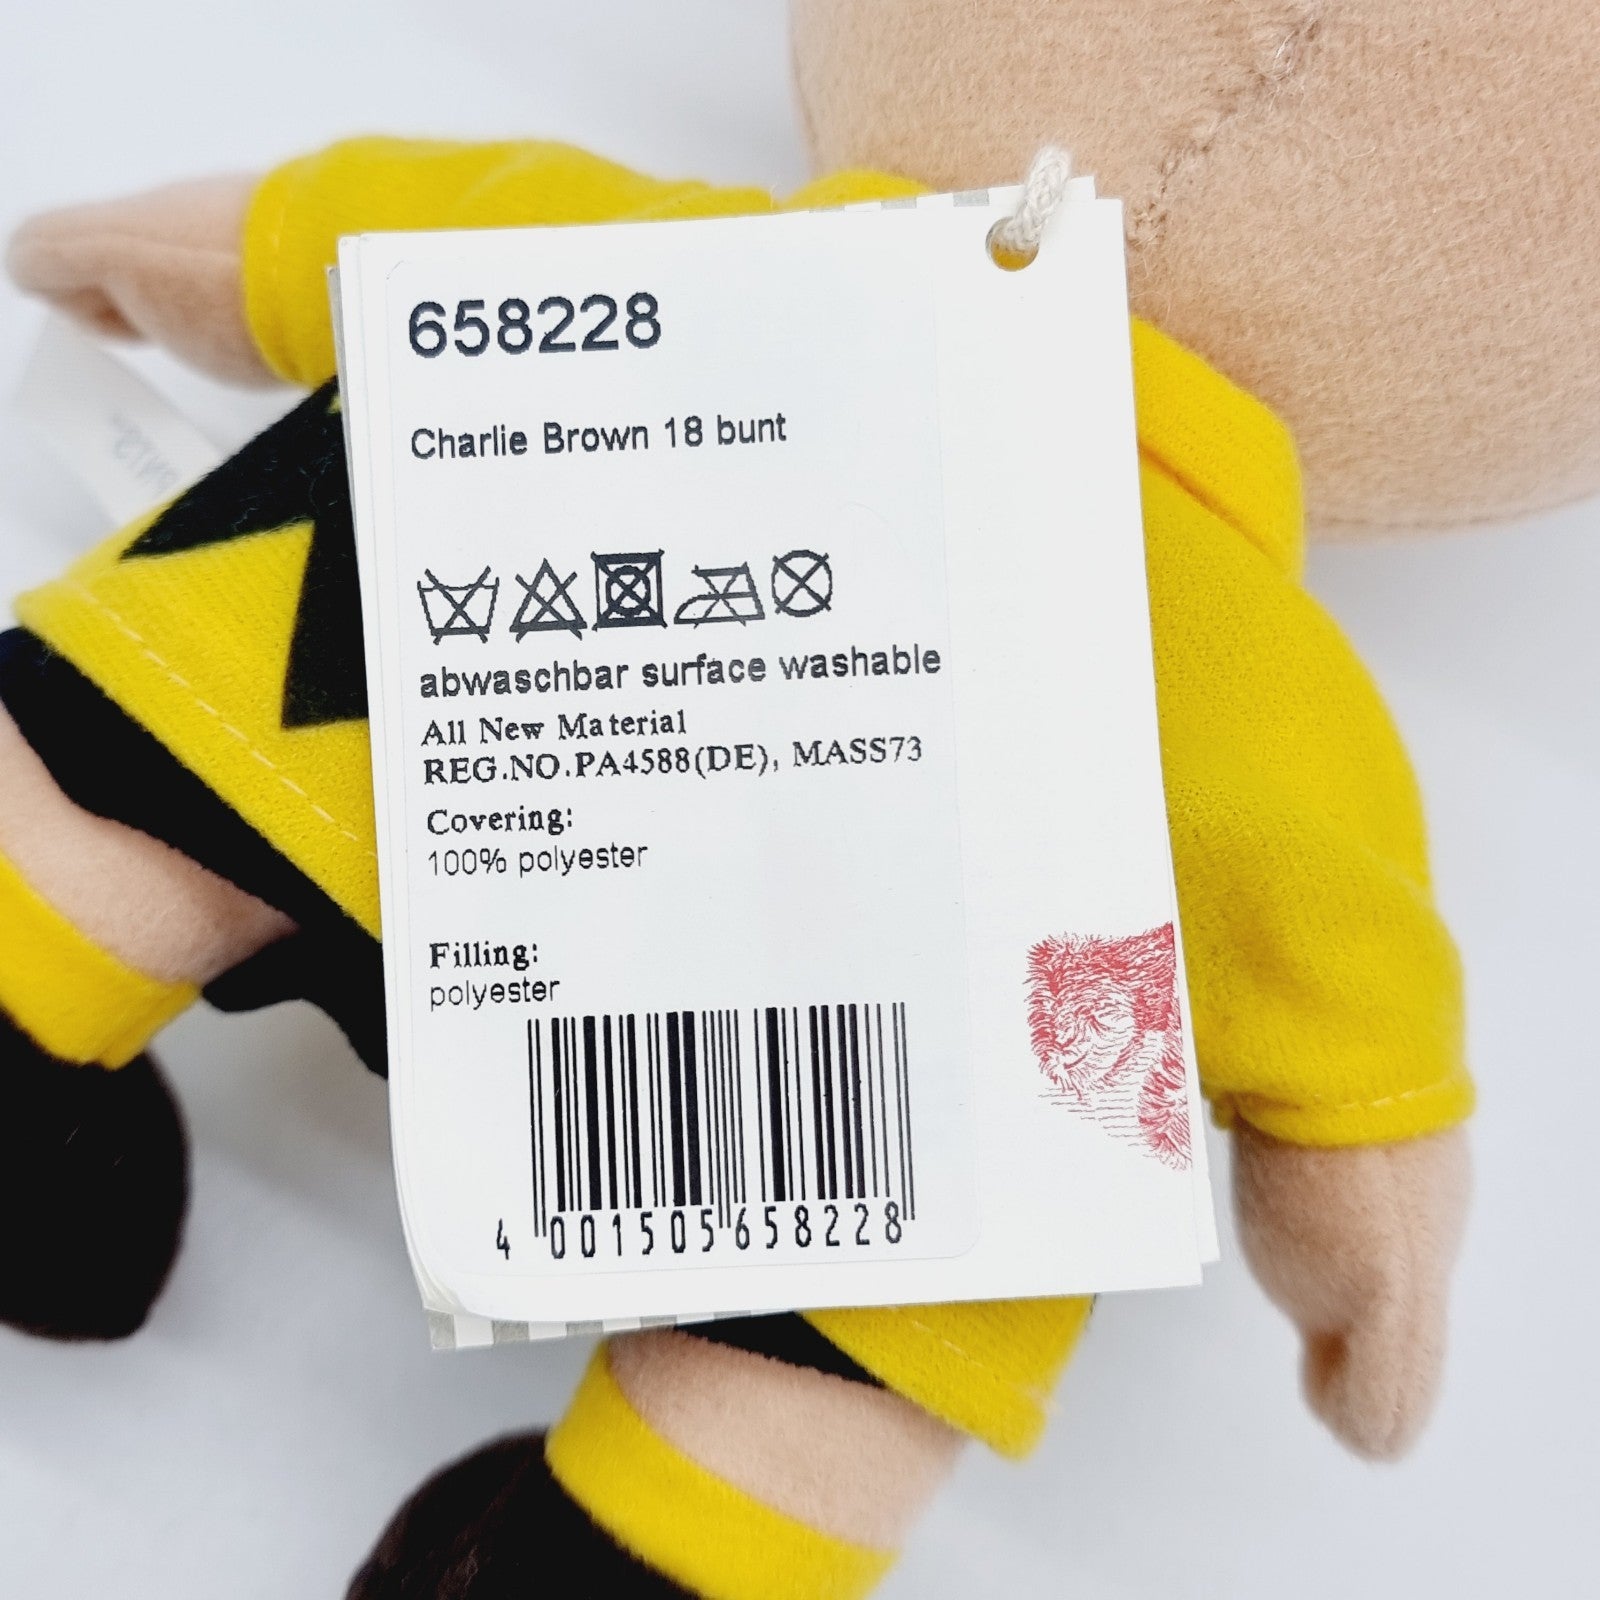 658228
Charlie Brown 18 bunt
abwaschbar surface washable
All New Material
REG.NO.PA4588(DE), MASS73
Covering:
100% polyester
Filling:
polyester
4 001505 658228